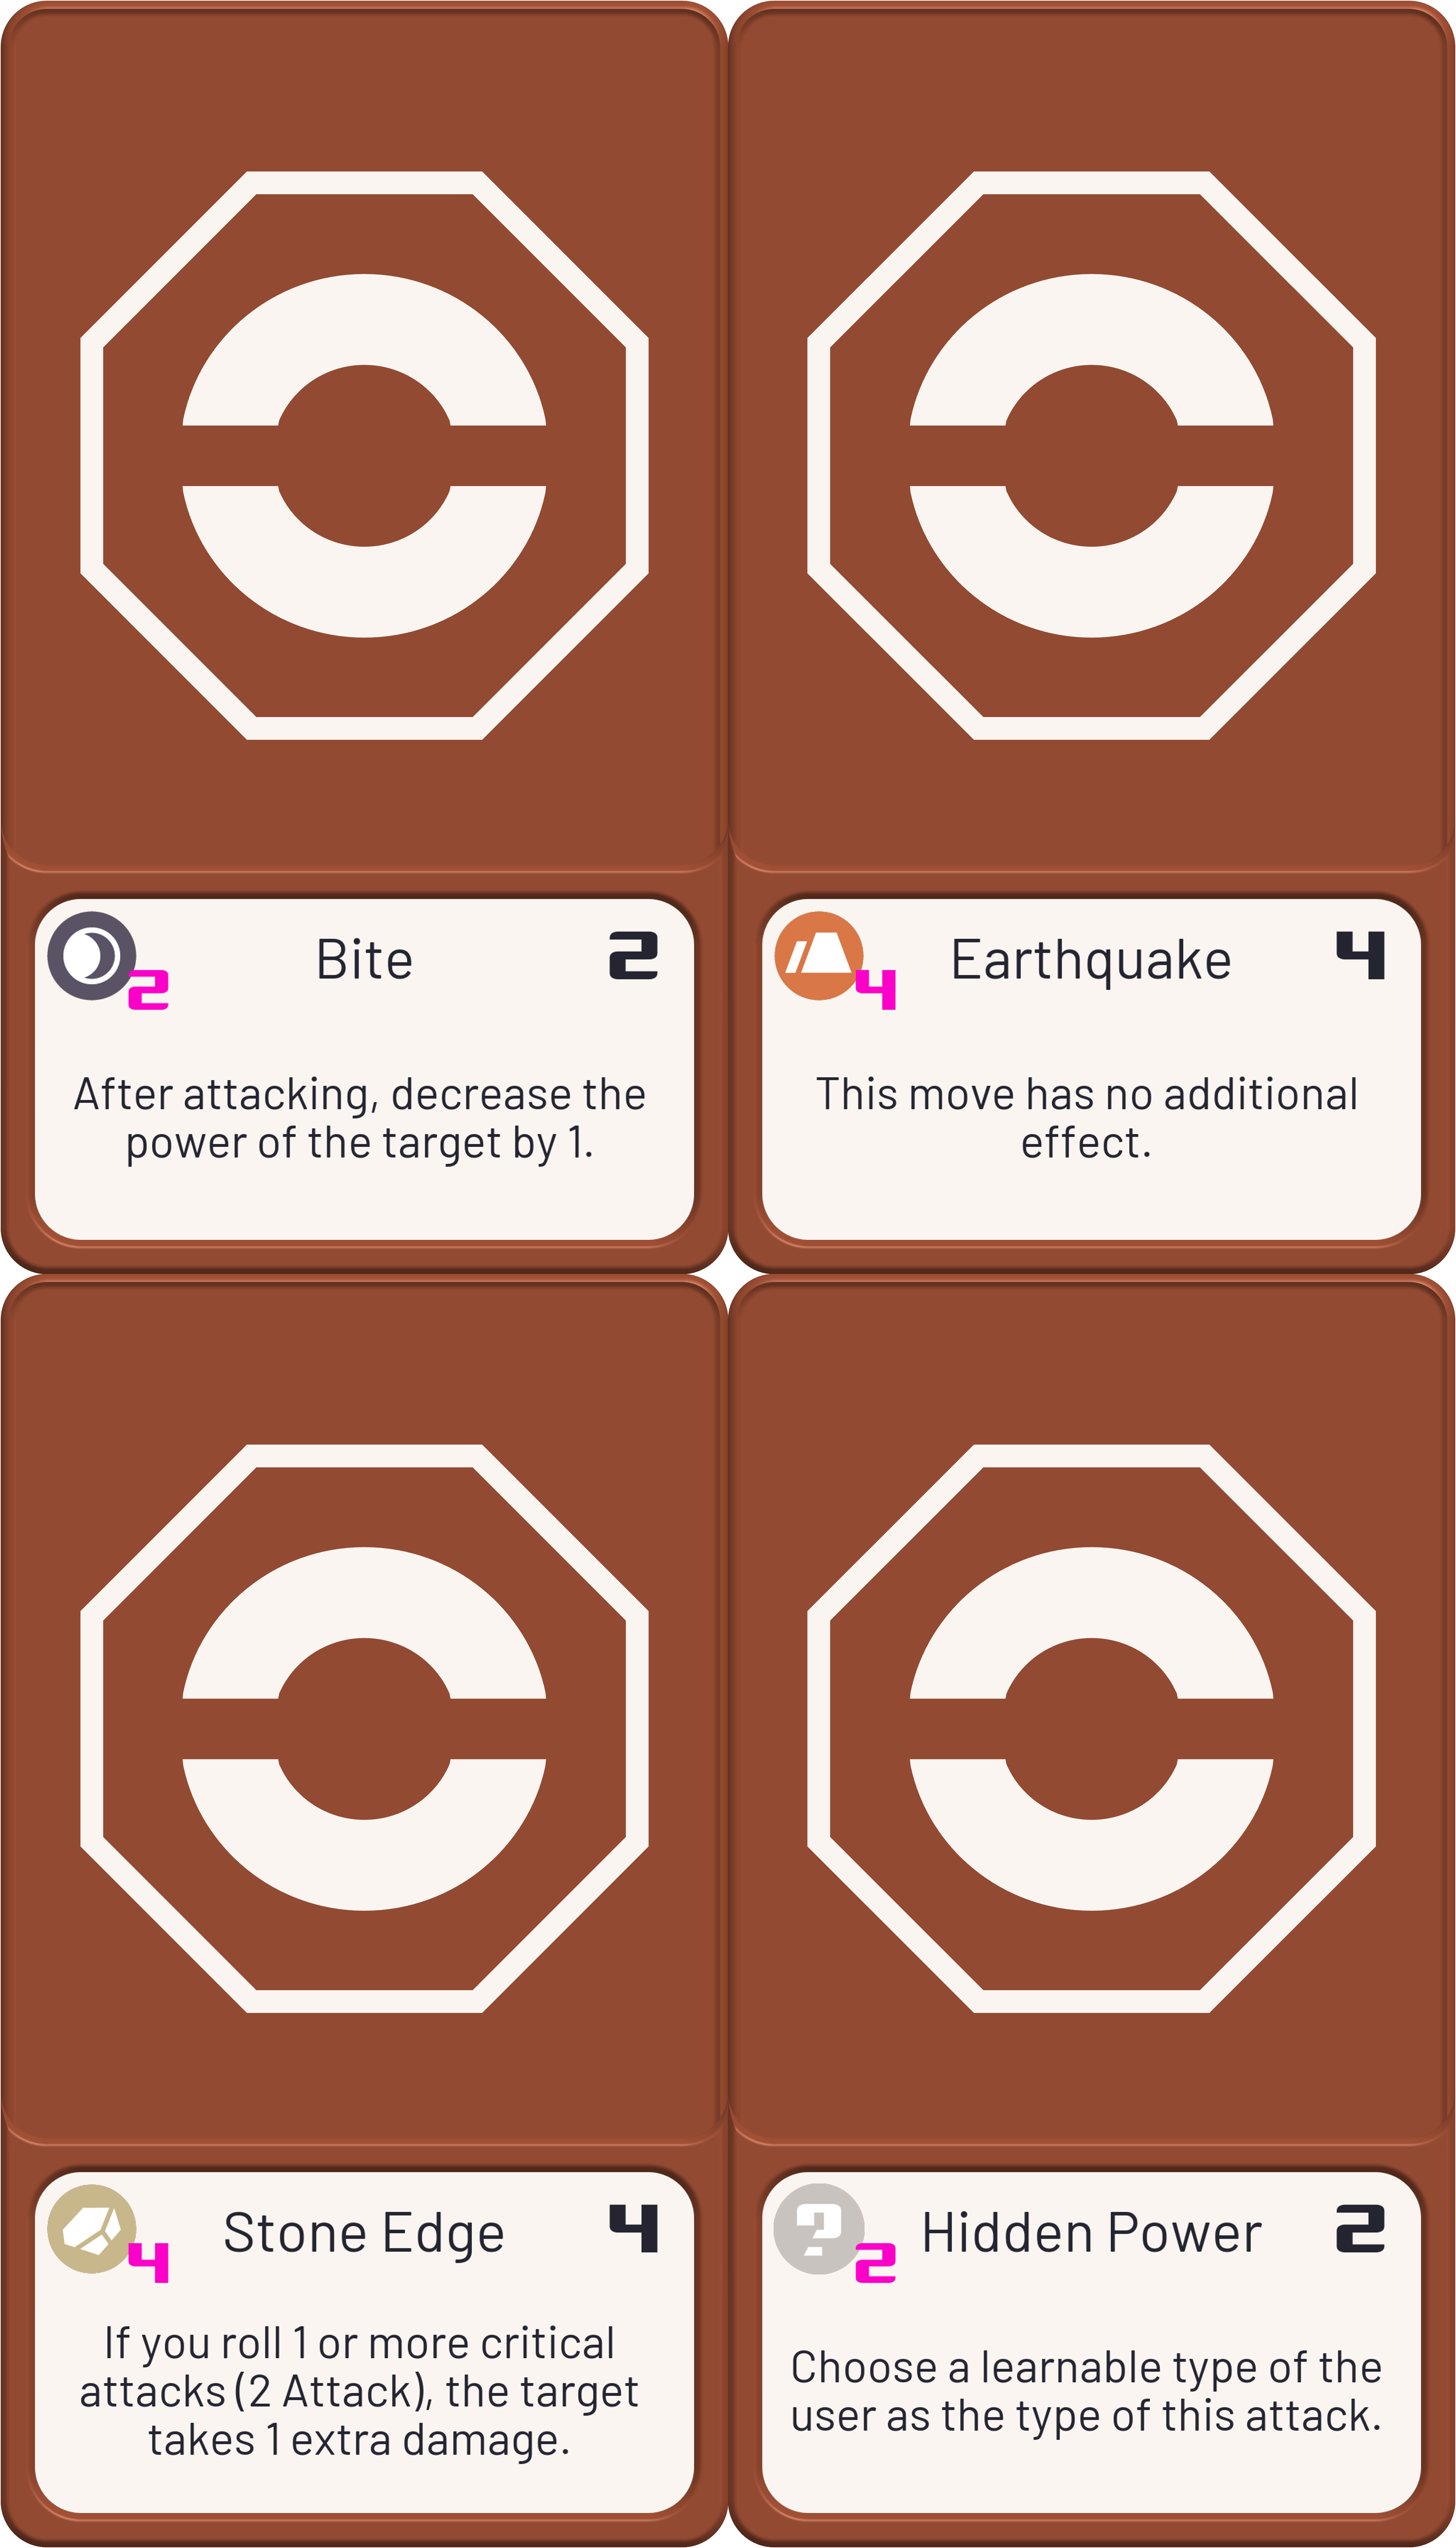 Bite 2
2
After attacking, decrease the
power of the target by 1.
Earthquake 4
4
This move has no additional
effect.
Stone Edge 4
4
If you roll 1 or more critical
attacks (2 Attack), the target
takes 1 extra damage.
? Hidden Power 2
2
Choose a learnable type of the
user as the type of this attack.